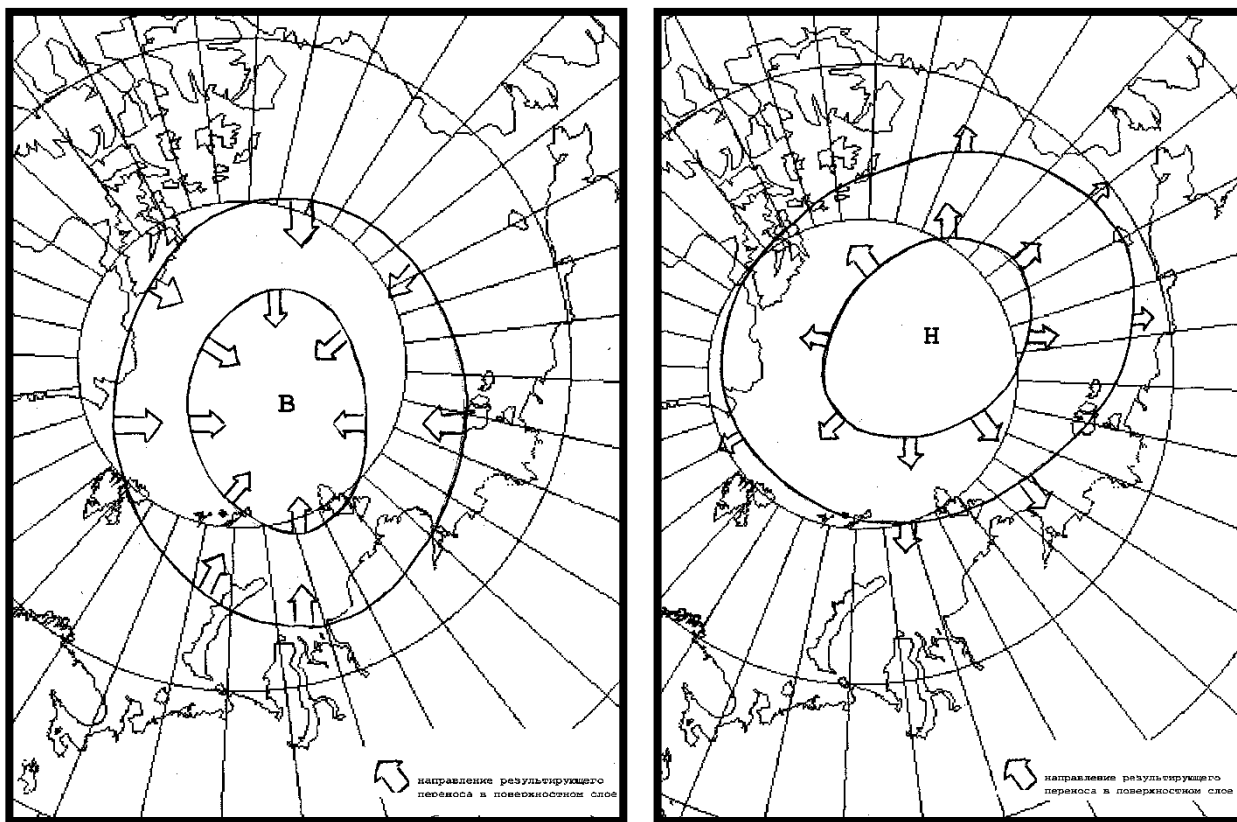 В
направление результирующего
переноса в поверхностном слое
Н
направление результирующего
переноса в поверхностном слое